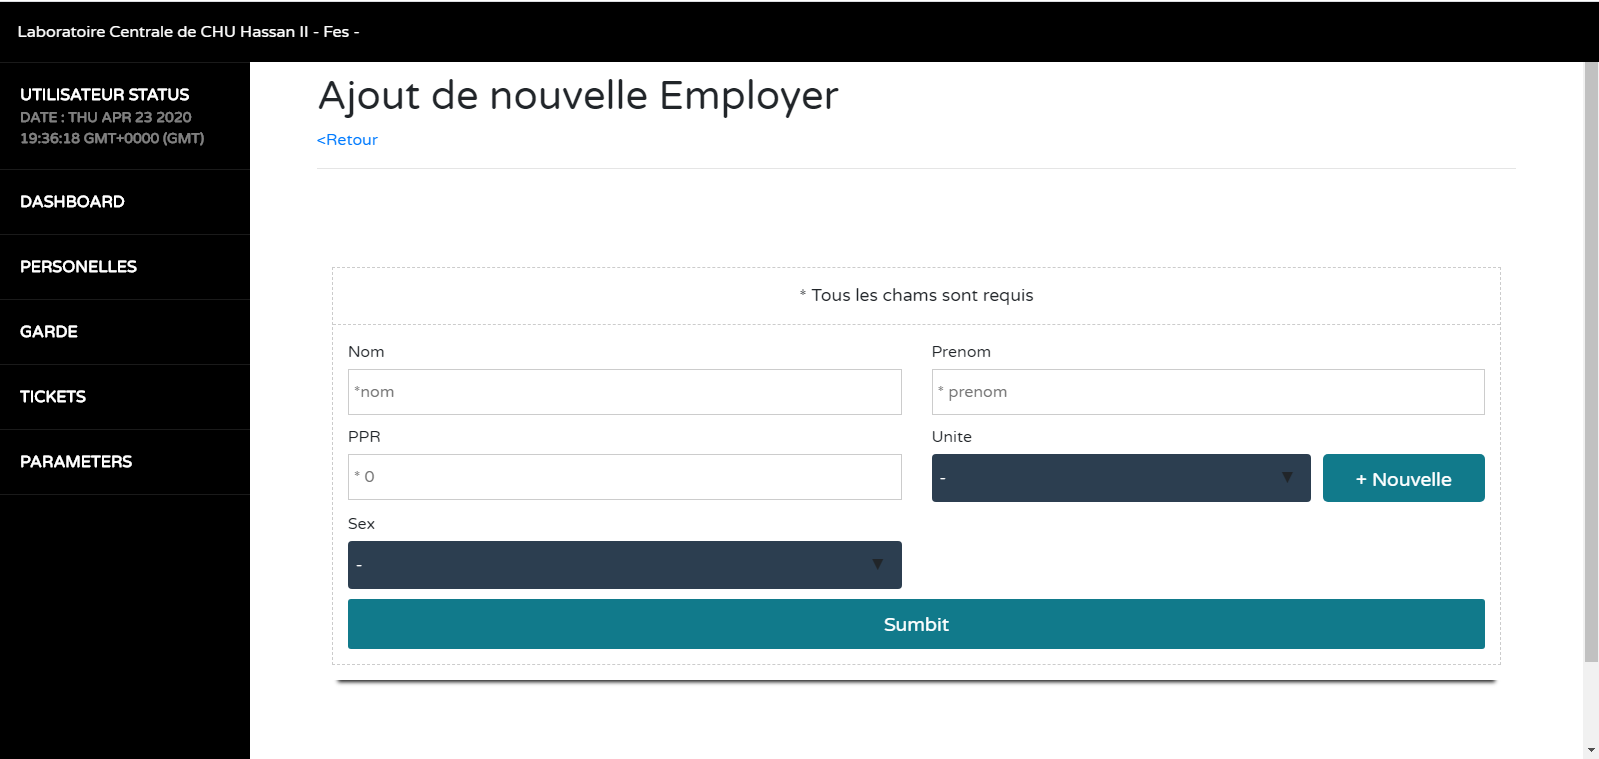 Laboratoire Centrale de CHU Hassan II - Fes -
UTILISATEUR STATUS
DATE : THU APR 23 2020
19:36:18 GMT+0000 (GMT)
DASHBOARD
PERSONELLES
GARDE
TICKETS
PARAMETERS
Ajout de nouvelle Employer
<Retour
* Tous les chams sont requis
Nom
*nom
Prenom
* prenom
PPR
* 0
Unite
-
+ Nouvelle
Sex
-
Sumbit